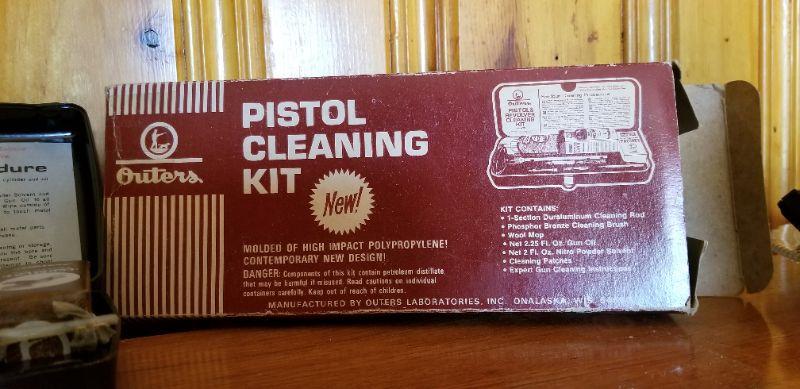 Outers
PISTOL
CLEANING
KIT
New!
MOLDED OF HIGH IMPACT POLYPROPYLENE!
CONTEMPORARY NEW DESIGN!
DANGER: Components of this kit contain petroleum distillate
that may be harmful if misused. Read cautions on individual
containers carefully. Keep out of reach of children.
MANUFACTURED BY OUTERS LABORATORIES, INC. ONALASKA, WIS.
Outers
PISTOL &
REVOLVER
CLEANING
KIT
KIT CONTAINS:
• 1-Section Duraluminum Cleaning Rod
• Phosphor Bronze Cleaning Brush
• Wool Mop
• Net 2.25 Fl. Oz. Gun Oil
• Net 2 Fl. Oz. Nitro Powder Solvent
• Cleaning Patches
• Expert Gun Cleaning Instructions
dure
cylinder and oil